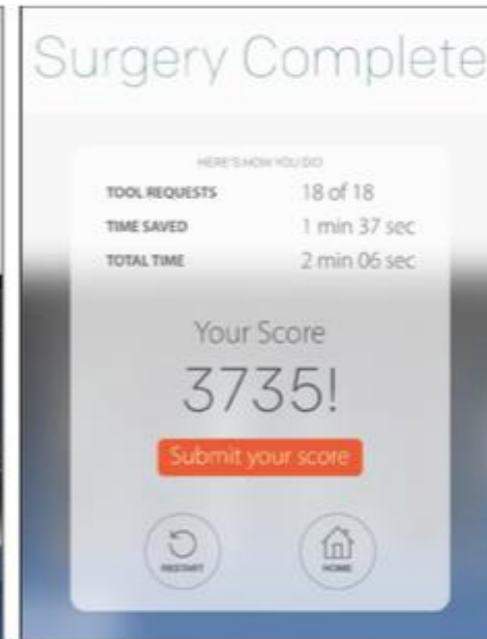 Surgery Complete
HERE'S HOW YOU DID
TOOL REQUESTS 18 of 18
TIME SAVED 1 min 37 sec
TOTAL TIME 2 min 06 sec
Your Score
3735!
Submit your score
RESTART HOME